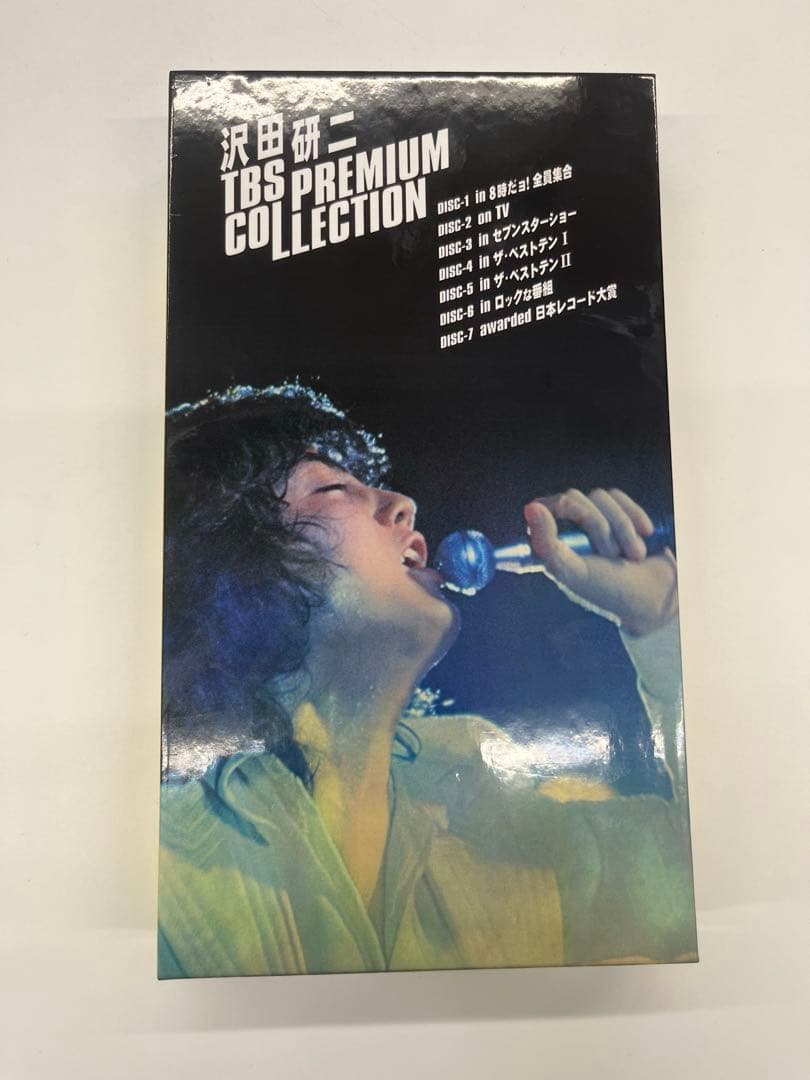 沢田研二
TBS PREMIUM
COLLECTION
DISC-1 in 8時だョ!全員集合
DISC-2 on TV
DISC-3 in セブンスターショー
DISC-4 in ザ・ベストテン I
DISC-5 in ザ・ベストテン II
DISC-6 in ロックな番組
DISC-7 awarded 日本レコード大賞